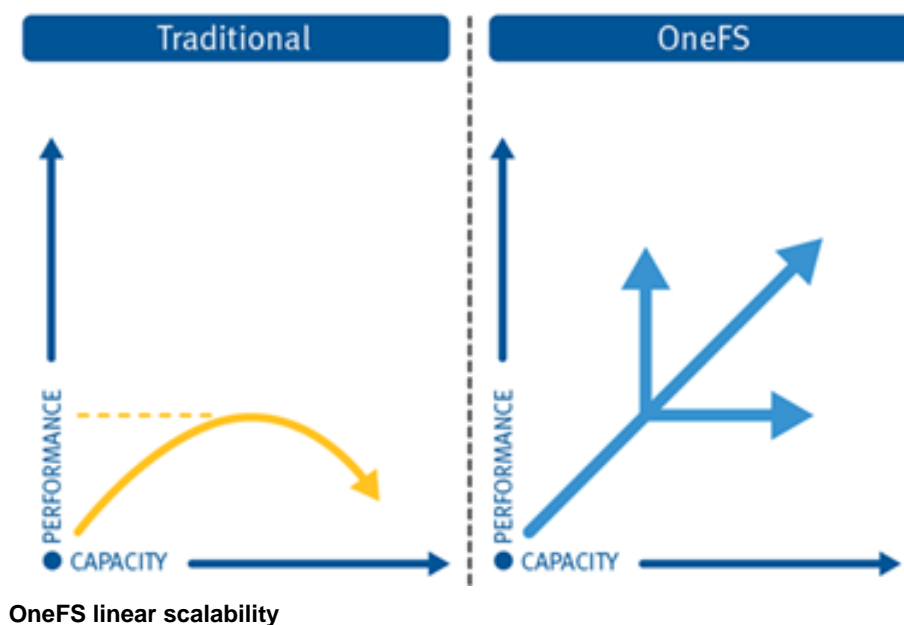 Traditional
OneFS
PERFORMANCE
CAPACITY
PERFORMANCE
CAPACITY
OneFS linear scalability